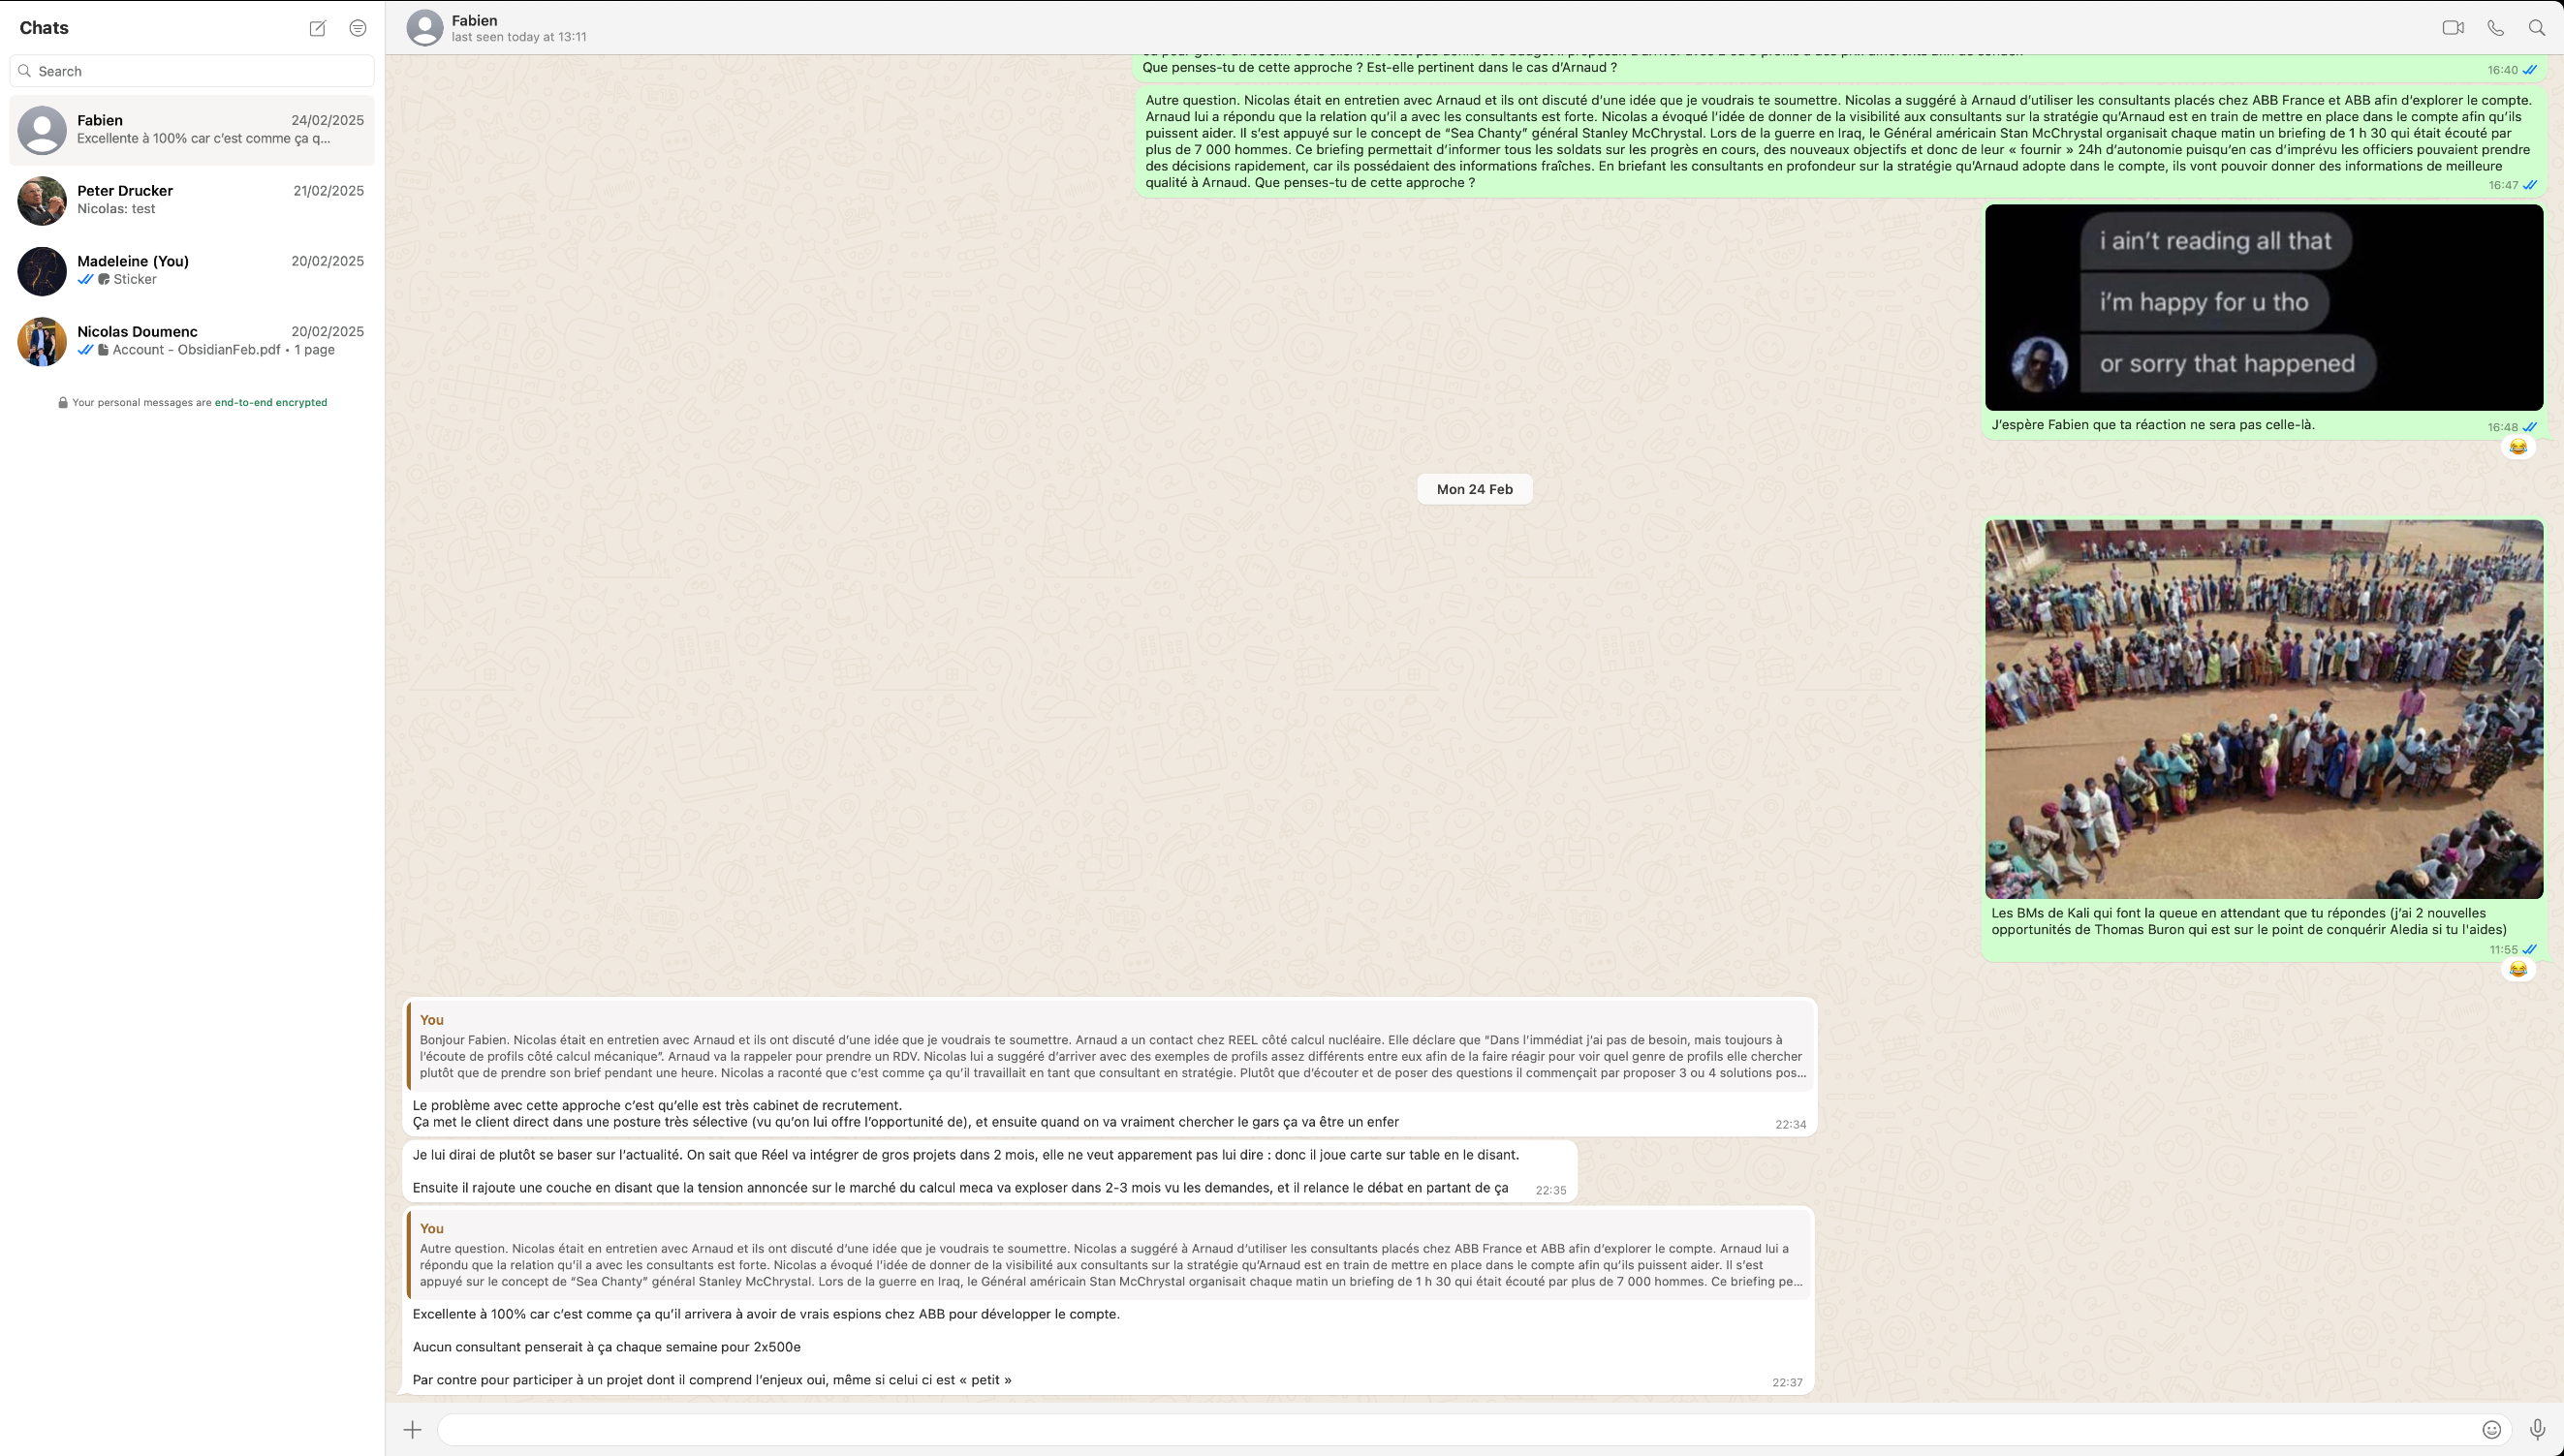 Chats
Search
Fabien
24/02/2025
Excellente à 100% car c’est comme ça q...
Peter Drucker
21/02/2025
Nicolas: test
Madeleine (You)
20/02/2025
Sticker
Nicolas Doumenc
20/02/2025
Account - ObsidianFeb.pdf • 1 page
Your personal messages are end-to-end encrypted
Fabien
last seen today at 13:11
Que penses-tu de cette approche ? Est-elle pertinent dans le cas d’Arnaud ?
16:40
Autre question. Nicolas était en entretien avec Arnaud et ils ont discuté d’une idée que je voudrais te soumettre. Nicolas a suggéré à Arnaud d’utiliser les consultants placés chez ABB France et ABB afin d’explorer le compte.
Arnaud lui a répondu que la relation qu’il a avec les consultants est forte. Nicolas a évoqué l’idée de donner de la visibilité aux consultants sur la stratégie qu’Arnaud est en train de mettre en place dans le compte afin qu’ils
puissent aider. Il s’est appuyé sur le concept de “Sea Chanty” général Stanley McChrystal. Lors de la guerre en Iraq, le Général américain Stan McChrystal organisait chaque matin un briefing de 1 h 30 qui était écouté par
plus de 7 000 hommes. Ce briefing permettait d’informer tous les soldats sur les progrès en cours, des nouveaux objectifs et donc de leur « fournir » 24h d’autonomie puisqu’en cas d’imprévu les officiers pouvaient prendre
des décisions rapidement, car ils possédaient des informations fraîches. En briefant les consultants en profondeur sur la stratégie qu’Arnaud adopte dans le compte, ils vont pouvoir donner des informations de meilleure
qualité à Arnaud. Que penses-tu de cette approche ?
16:47
i ain’t reading all that
i’m happy for u tho
or sorry that happened
J’espère Fabien que ta réaction ne sera pas celle-là.
16:48
Mon 24 Feb
Les BMs de Kali qui font la queue en attendant que tu répondes (j’ai 2 nouvelles
opportunités de Thomas Buron qui est sur le point de conquérir Aledia si tu l'aides)
11:55
You
Bonjour Fabien. Nicolas était en entretien avec Arnaud et ils ont discuté d’une idée que je voudrais te soumettre. Arnaud a un contact chez REEL côté calcul nucléaire. Elle déclare que “Dans l'immédiat j'ai pas de besoin, mais toujours à
l’écoute de profils côté calcul mécanique”. Arnaud va la rappeler pour prendre un RDV. Nicolas lui a suggéré d’arriver avec des exemples de profils assez différents entre eux afin de la faire réagir pour voir quel genre de profils elle chercher
plutôt que de prendre son brief pendant une heure. Nicolas a raconté que c’est comme ça qu’il travaillait en tant que consultant en stratégie. Plutôt que d’écouter et de poser des questions il commençait par proposer 3 ou 4 solutions pos...
Le problème avec cette approche c’est qu’elle est très cabinet de recrutement.
Ça met le client direct dans une posture très sélective (vu qu’on lui offre l’opportunité de), et ensuite quand on va vraiment chercher le gars ça va être un enfer
22:34
Je lui dirai de plutôt se baser sur l’actualité. On sait que Réel va intégrer de gros projets dans 2 mois, elle ne veut apparement pas lui dire : donc il joue carte sur table en le disant.
Ensuite il rajoute une couche en disant que la tension annoncée sur le marché du calcul meca va exploser dans 2-3 mois vu les demandes, et il relance le débat en partant de ça
22:35
You
Autre question. Nicolas était en entretien avec Arnaud et ils ont discuté d’une idée que je voudrais te soumettre. Nicolas a suggéré à Arnaud d’utiliser les consultants placés chez ABB France et ABB afin d’explorer le compte. Arnaud lui a
répondu que la relation qu’il a avec les consultants est forte. Nicolas a évoqué l’idée de donner de la visibilité aux consultants sur la stratégie qu’Arnaud est en train de mettre en place dans le compte afin qu’ils puissent aider. Il s’est
appuyé sur le concept de “Sea Chanty” général Stanley McChrystal. Lors de la guerre en Iraq, le Général américain Stan McChrystal organisait chaque matin un briefing de 1 h 30 qui était écouté par plus de 7 000 hommes. Ce briefing pe...
Excellente à 100% car c’est comme ça qu’il arrivera à avoir de vrais espions chez ABB pour développer le compte.
Aucun consultant penserait à ça chaque semaine pour 2x500e
Par contre pour participer à un projet dont il comprend l’enjeux oui, même si celui ci est « petit »
22:37